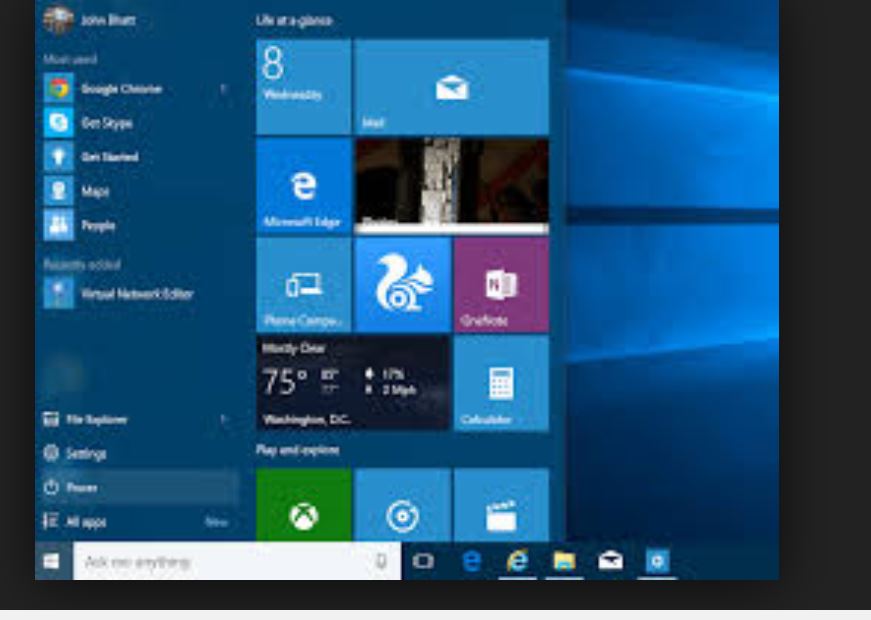 John Bhatt
Life at a glance
Most used
Google Chrome
Get Skype
Get Started
Maps
People
Recently added
Virtual Network Editor
File Explorer
Settings
Power
All apps
New
8
Wednesday
Mail
Microsoft Edge
Photos
Phone Compa...
OneNote
Mostly Clear
75°
17%
2 Mph
Washington, D.C.
Calculator
Play and explore
Ask me anything